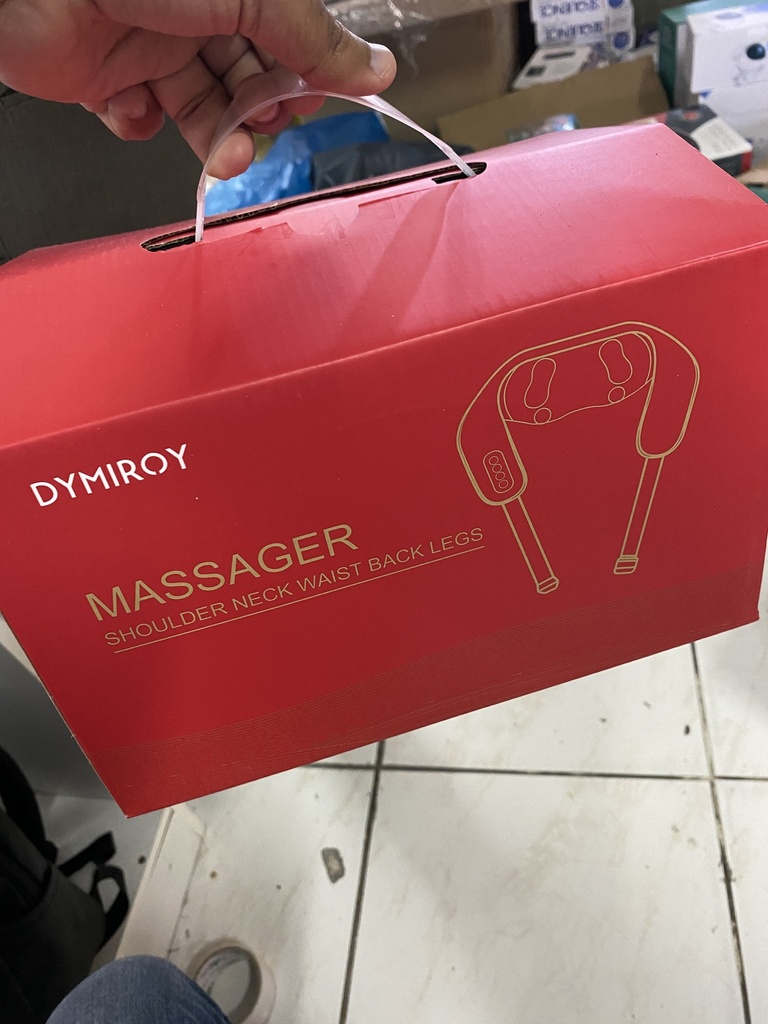 DYMIROY
MASSAGER
SHOULDER NECK WAIST BACK LEGS